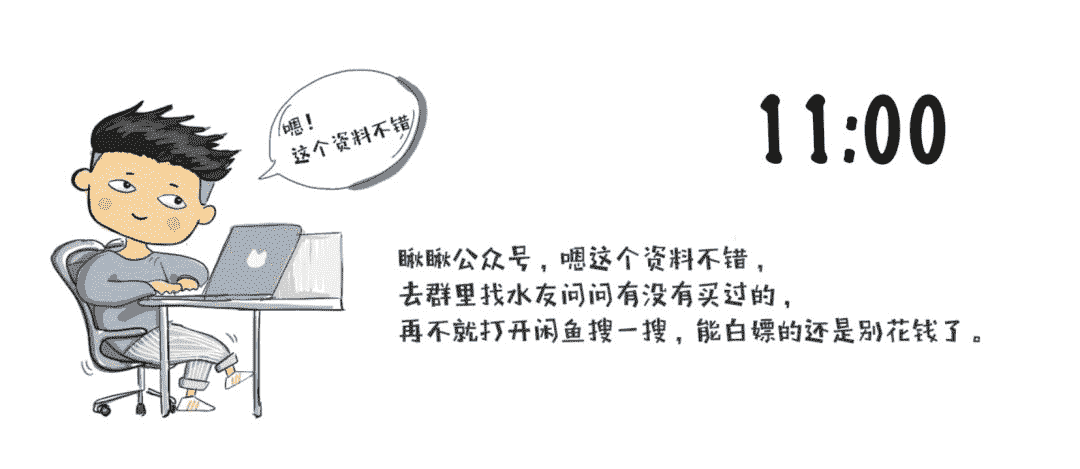 嗯！
这个资料不错
11:00
瞅瞅公众号，嗯这个资料不错，
去群里找水友问问有没有买过的，
再不就打开闲鱼搜一搜，能白嫖的还是别花钱了。